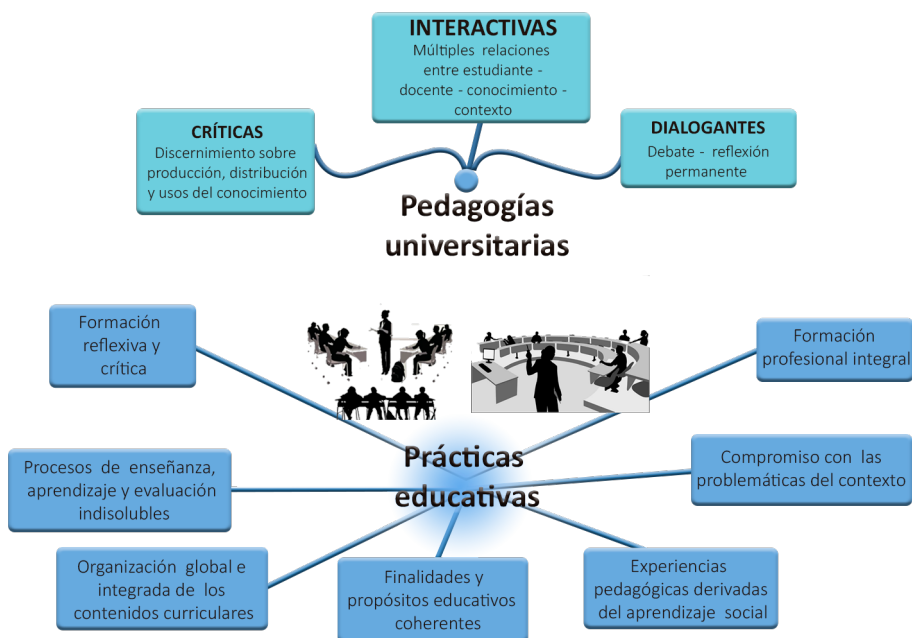 INTERACTIVAS
Múltiples relaciones
entre estudiante -
docente - conocimiento -
contexto
CRÍTICAS
Discernimiento sobre
producción, distribución
y usos del conocimiento
DIALOGANTES
Debate - reflexión
permanente
Pedagogías
universitarias
Formación
reflexiva y
crítica
Formación
profesional integral
Prácticas
educativas
Procesos de enseñanza,
aprendizaje y evaluación
indisolubles
Compromiso con las
problemáticas del contexto
Organización global e
integrada de los
contenidos curriculares
Finalidades y
propósitos educativos
coherentes
Experiencias
pedagógicas derivadas
del aprendizaje social